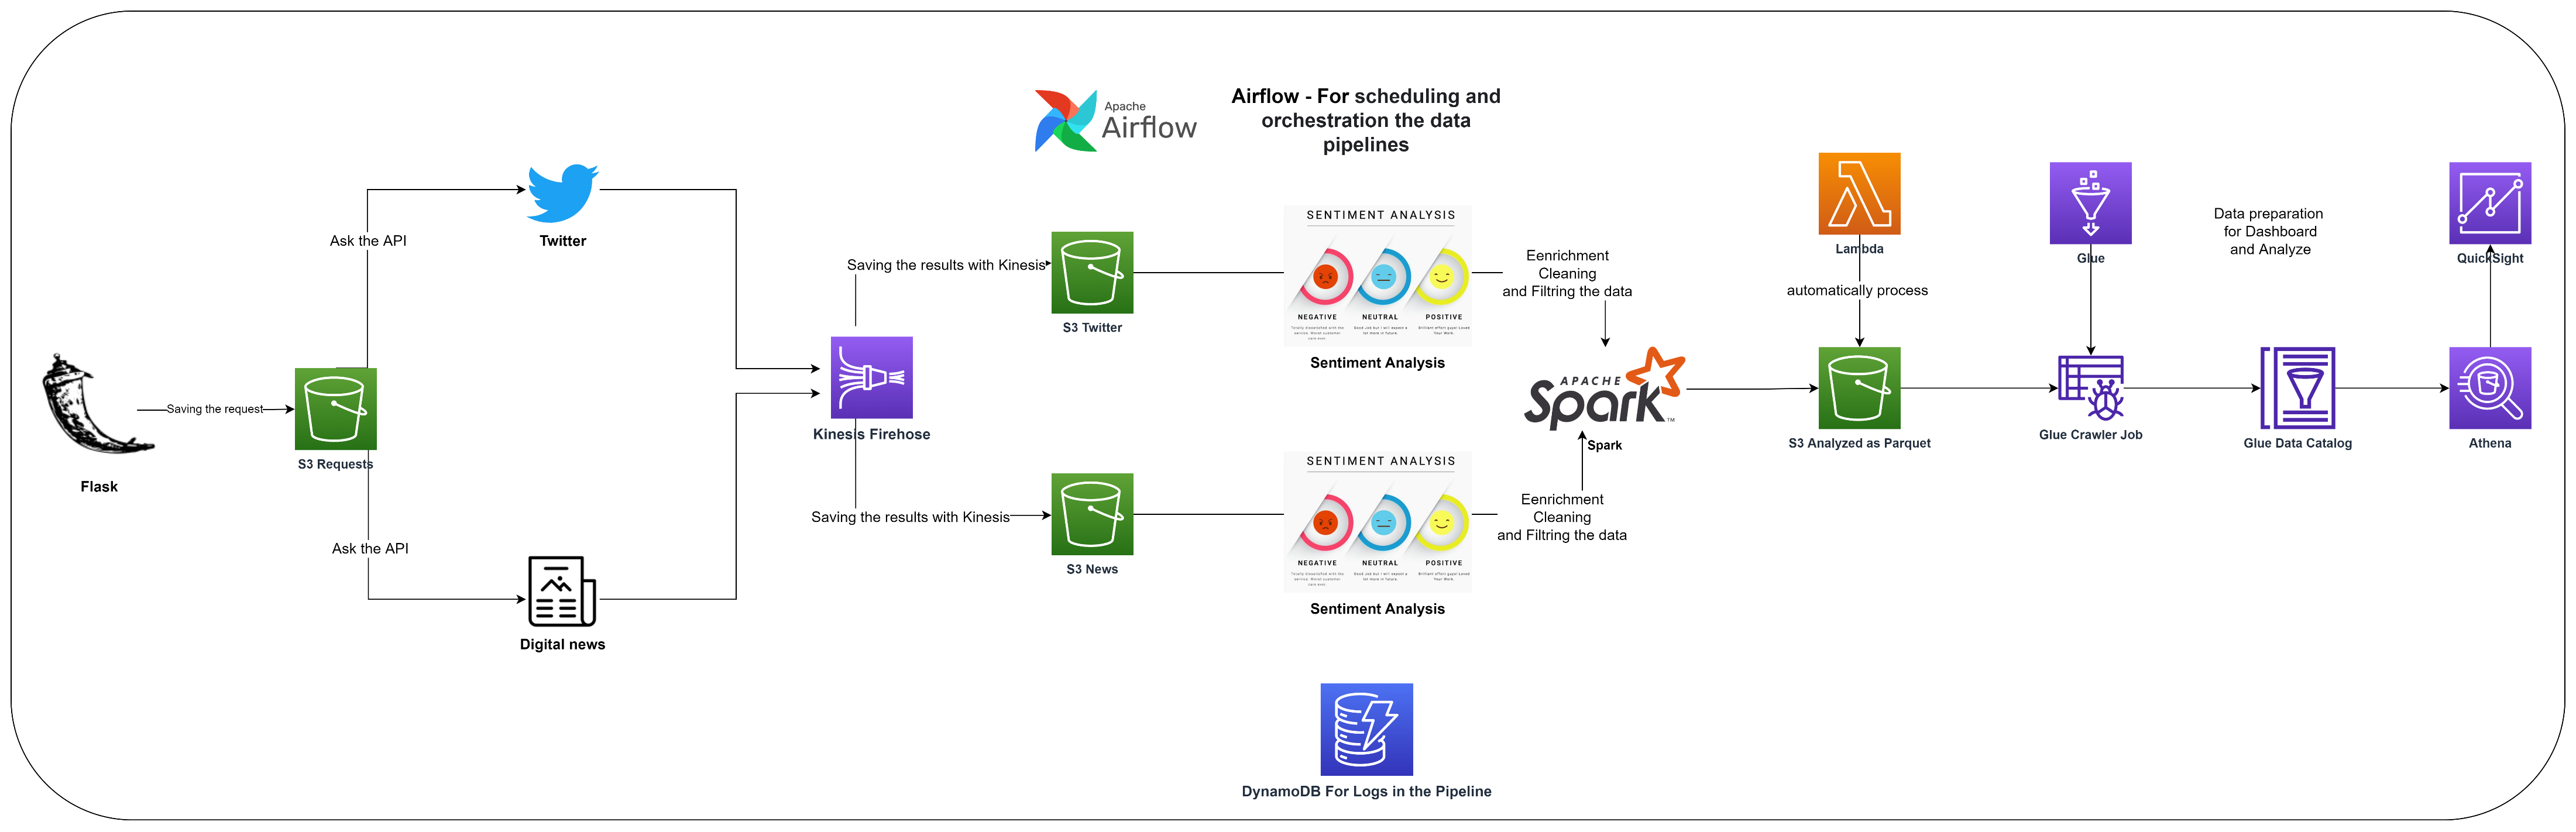 Apache
Airflow
Airflow - For scheduling and
orchestration the data
pipelines
Saving the request
Flask
S3 Requests
Ask the API
Ask the API
Twitter
Digital news
Kinesis Firehose
Saving the results with Kinesis
Saving the results with Kinesis
S3 Twitter
S3 News
SENTIMENT ANALYSIS
NEGATIVE
NEUTRAL
POSITIVE
Sentiment Analysis
SENTIMENT ANALYSIS
NEGATIVE
NEUTRAL
POSITIVE
Sentiment Analysis
Eenrichment
Cleaning
and Filtring the data
Eenrichment
Cleaning
and Filtring the data
APACHE
Spark™
Spark
Lambda
automatically process
S3 Analyzed as Parquet
Glue
Glue Crawler Job
Data preparation
for Dashboard
and Analyze
Glue Data Catalog
QuickSight
Athena
DynamoDB For Logs in the Pipeline